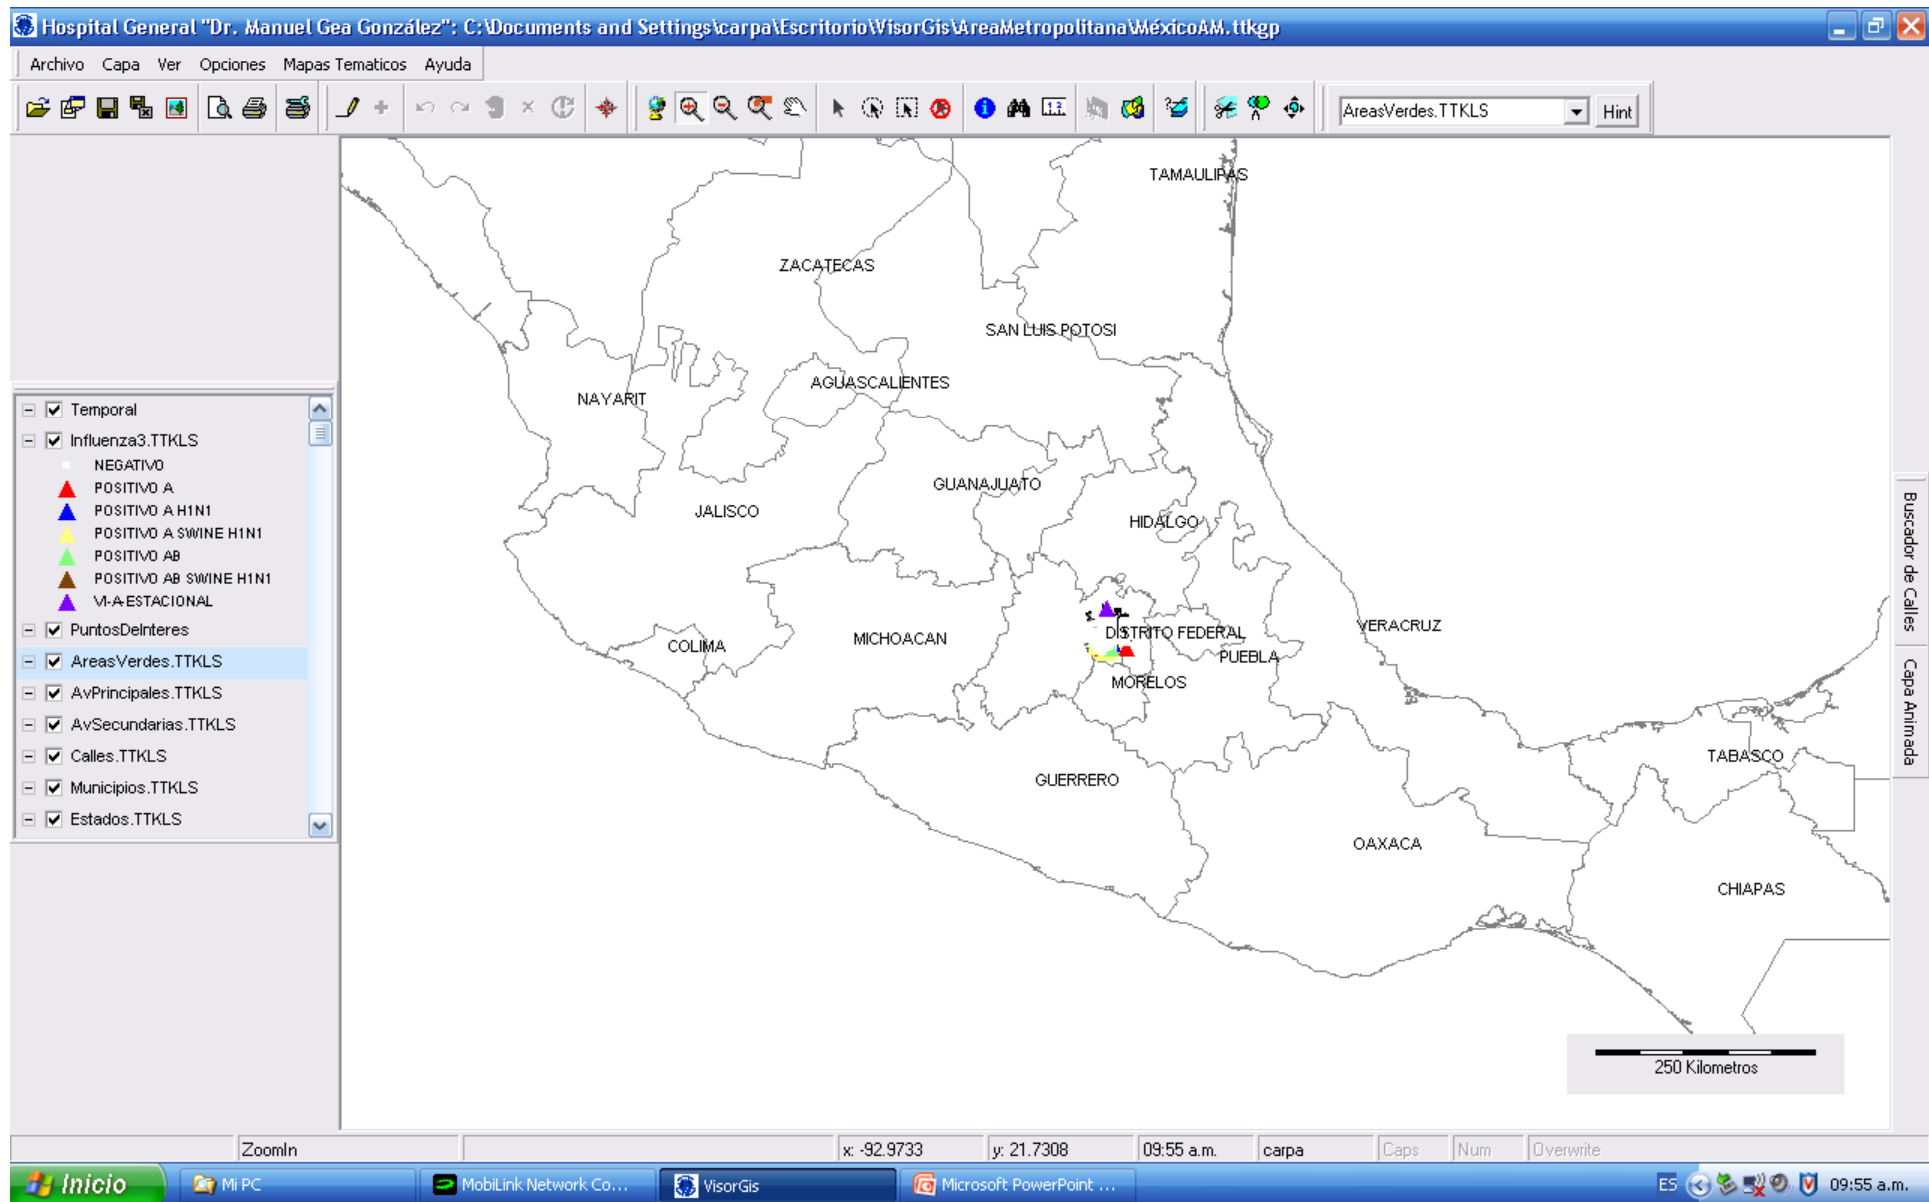 Hospital General "Dr. Manuel Gea González": C:\Documents and Settings\carpa\Escritorio\VisorGis\AreaMetropolitana\MéxicoAM.ttkgp
Archivo Capa Ver Opciones Mapas Tematicos Ayuda
AreasVerdes.TTKLS Hint
Temporal
Influenza3.TTKLS
NEGATIVO
POSITIVO A
POSITIVO A H1N1
POSITIVO A SWINE H1N1
POSITIVO AB
POSITIVO AB SWINE H1N1
VI-A-ESTACIONAL
PuntosDeInteres
AreasVerdes.TTKLS
AvPrincipales.TTKLS
AvSecundarias.TTKLS
Calles.TTKLS
Municipios.TTKLS
Estados.TTKLS
TAMAULIPAS
ZACATECAS
SAN LUIS POTOSI
AGUASCALIENTES
NAYARIT
GUANAJUATO
JALISCO
HIDALGO
VERACRUZ
DISTRITO FEDERAL
MICHOACAN
COLIMA
PUEBLA
MORELOS
TABASCO
GUERRERO
OAXACA
CHIAPAS
250 Kilometros
Buscador de Calles
Capa Animada
ZoomIn x: -92.9733 y: 21.7308 09:55 a.m. carpa Caps Num Overwrite
Inicio Mi PC MobiLink Network Co... VisorGis Microsoft PowerPoint ... ES 09:55 a.m.